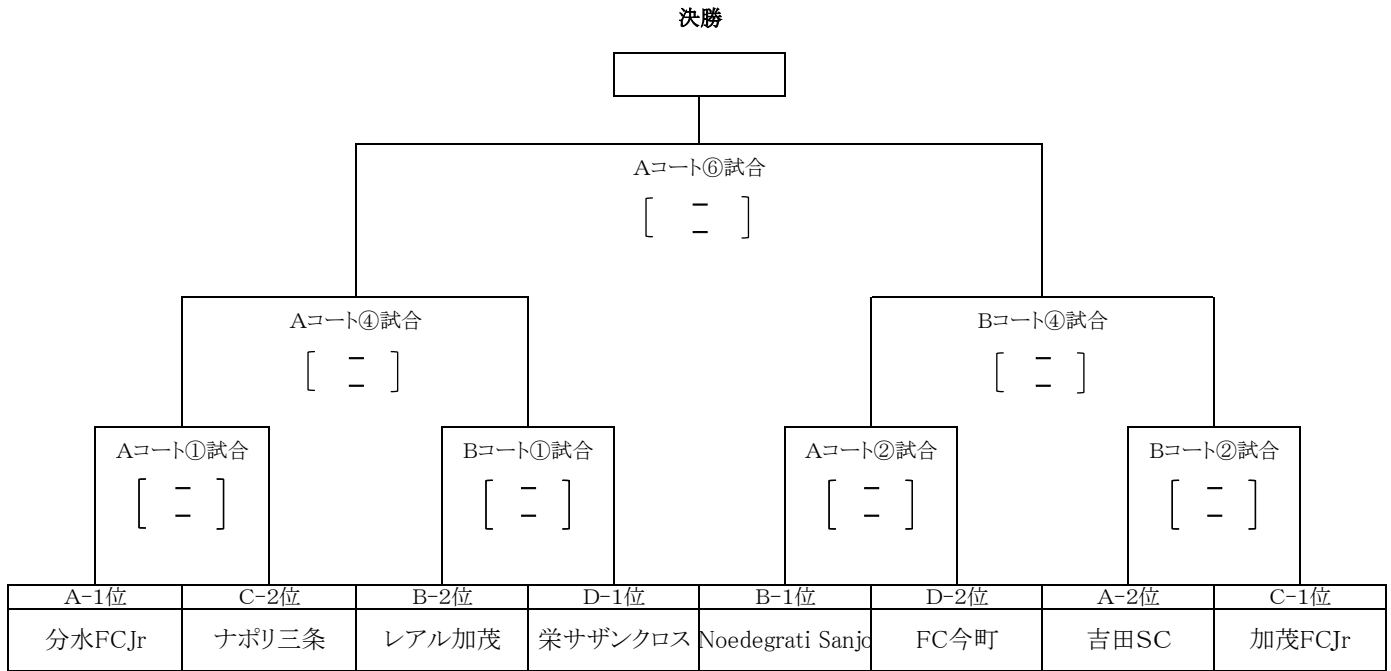 決勝
Aコート⑥試合
[ - - ]
Aコート④試合 Bコート④試合
[ - - ] [ - - ]
Aコート①試合 Bコート①試合 Aコート②試合 Bコート②試合
[ - - ] [ - - ] [ - - ] [ - - ]
A-1位 C-2位 B-2位 D-1位 B-1位 D-2位 A-2位 C-1位
分水FCJr ナポリ三条 レアル加茂 栄サザンクロス Noedegrati Sanjo FC今町 吉田SC 加茂FCJr